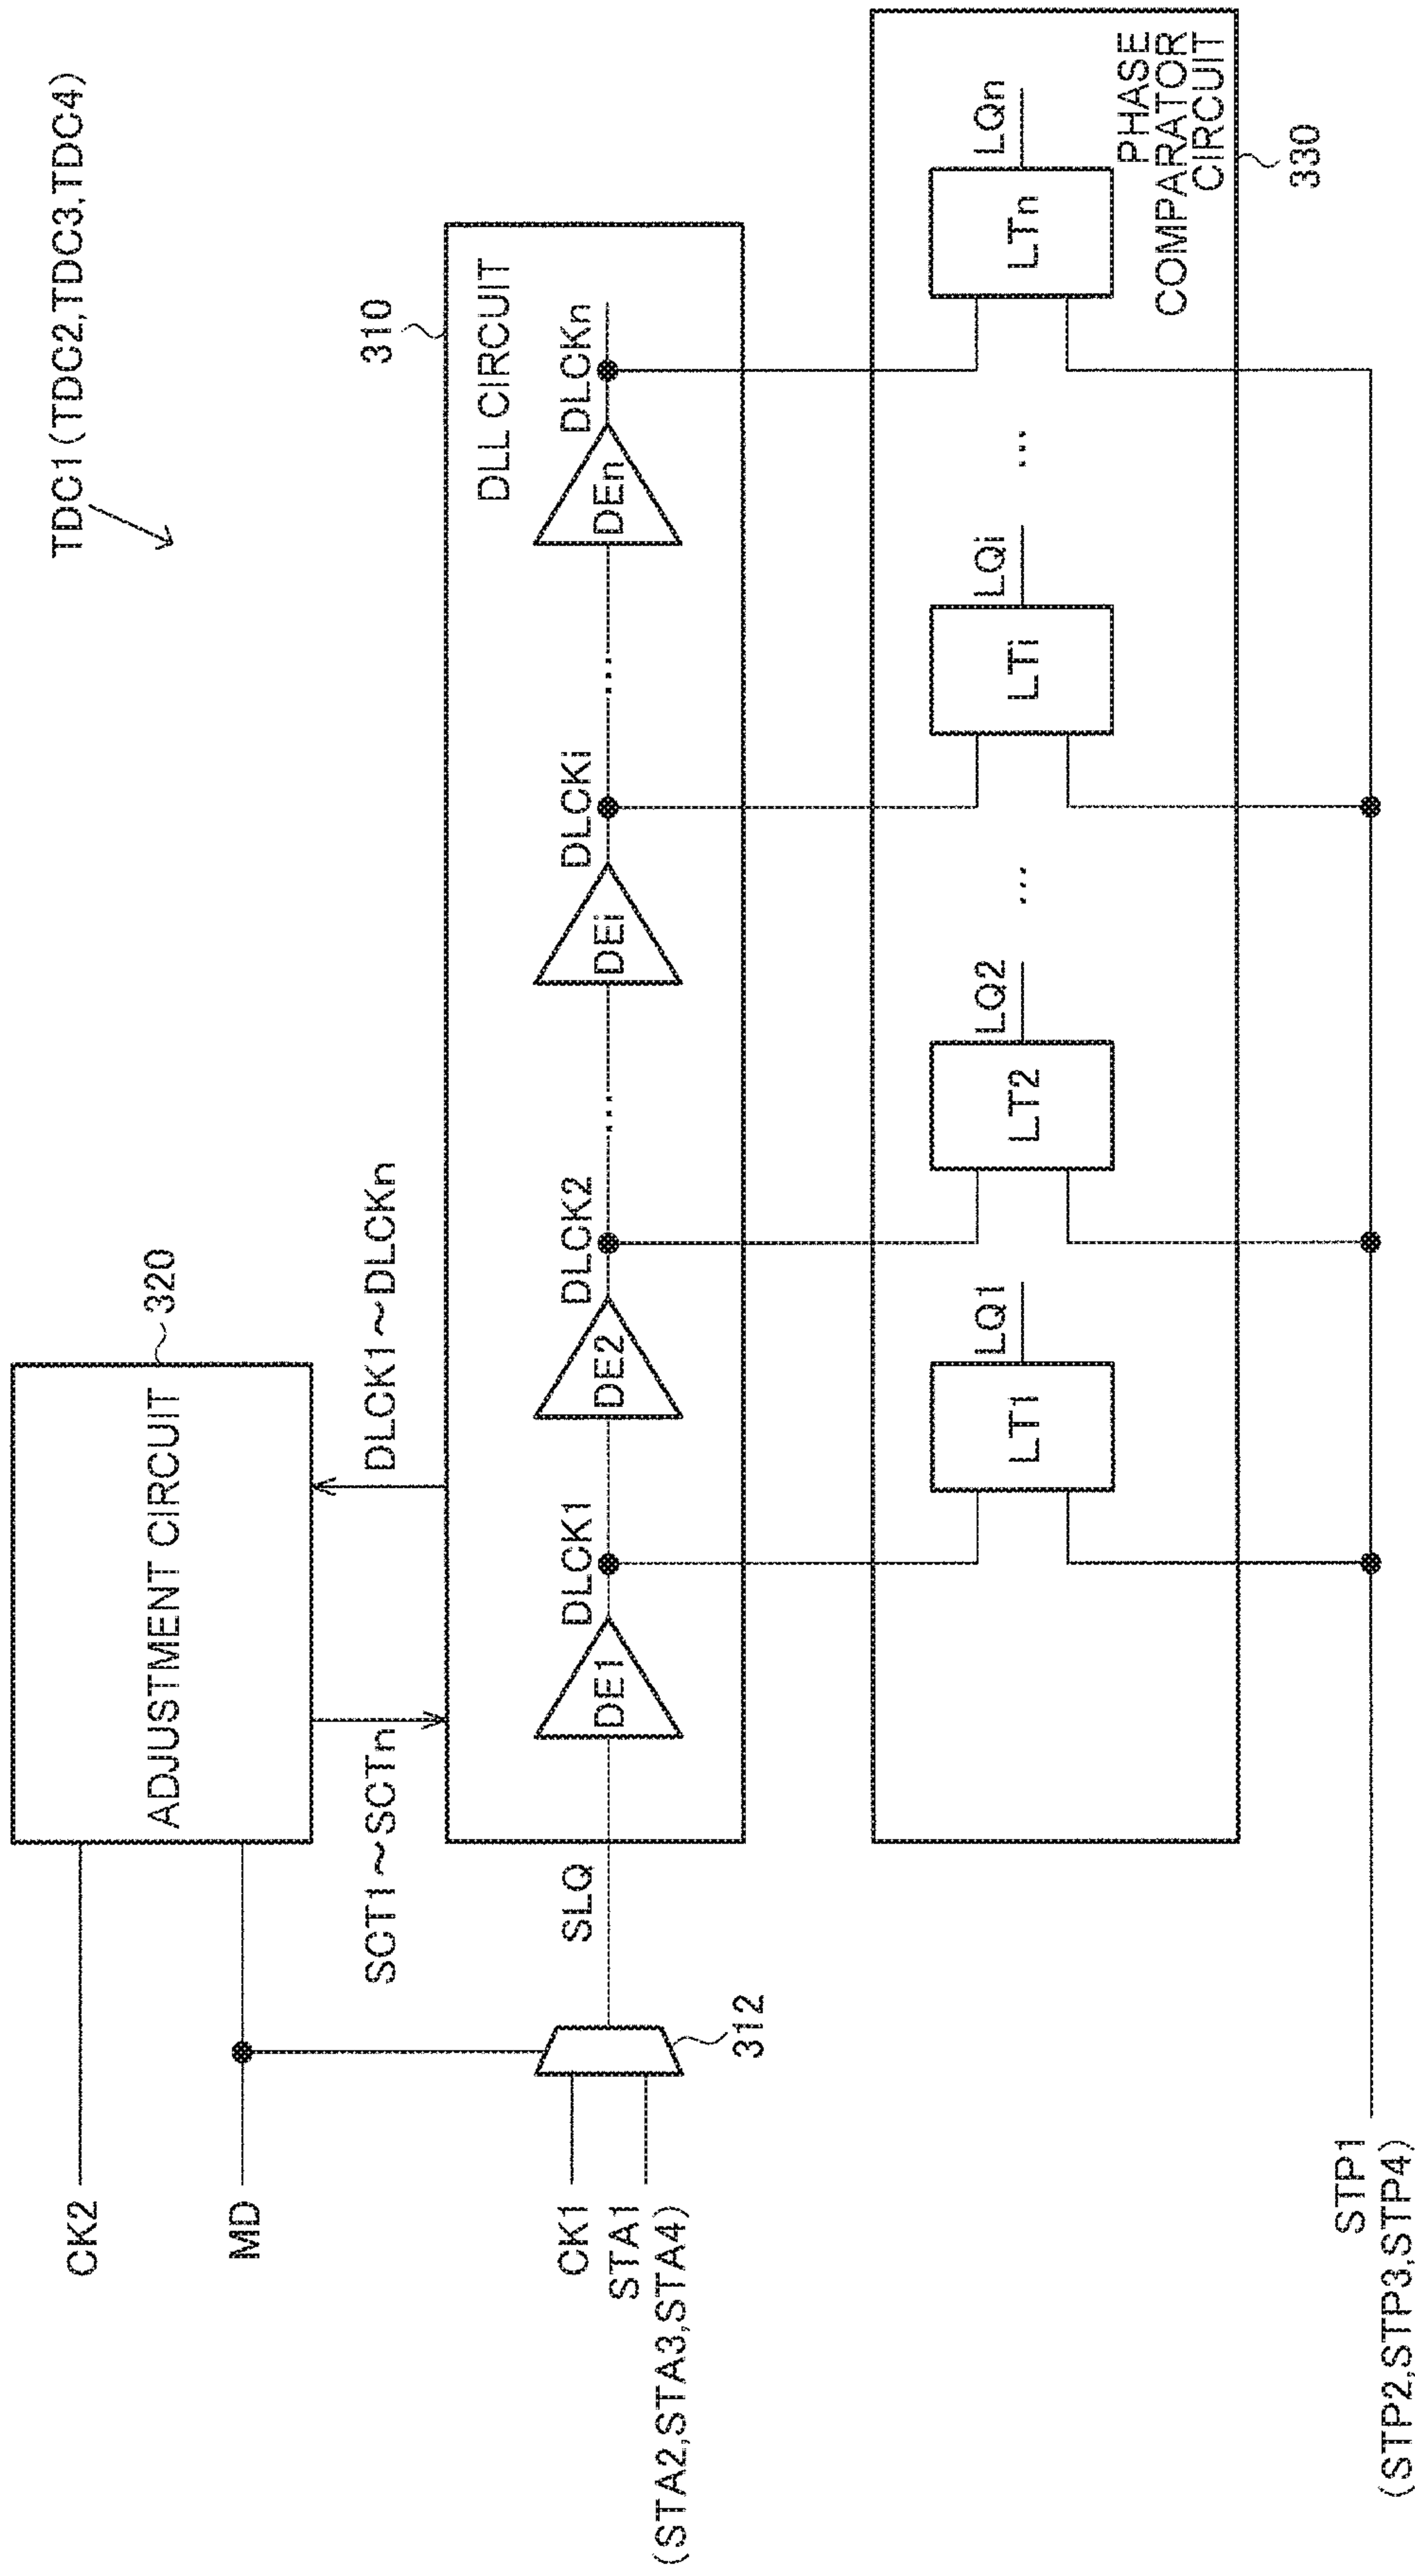 TDC1(TDC2,TDC3,TDC4)
CK2
MD
ADJUSTMENT CIRCUIT
320
SCT1~SCTn
DLCK1~DLCKn
310
DLL CIRCUIT
CK1
STA1
(STA2,STA3,STA4)
312
SLQ
DE1
DLCK1
DE2
DLCK2
...
DEi
DLCKi
...
DEn
DLCKn
LT1
LQ1
LT2
LQ2
...
LTi
LQi
...
LTn
LQn
PHASE
COMPARATOR
CIRCUIT
330
STP1
(STP2,STP3,STP4)